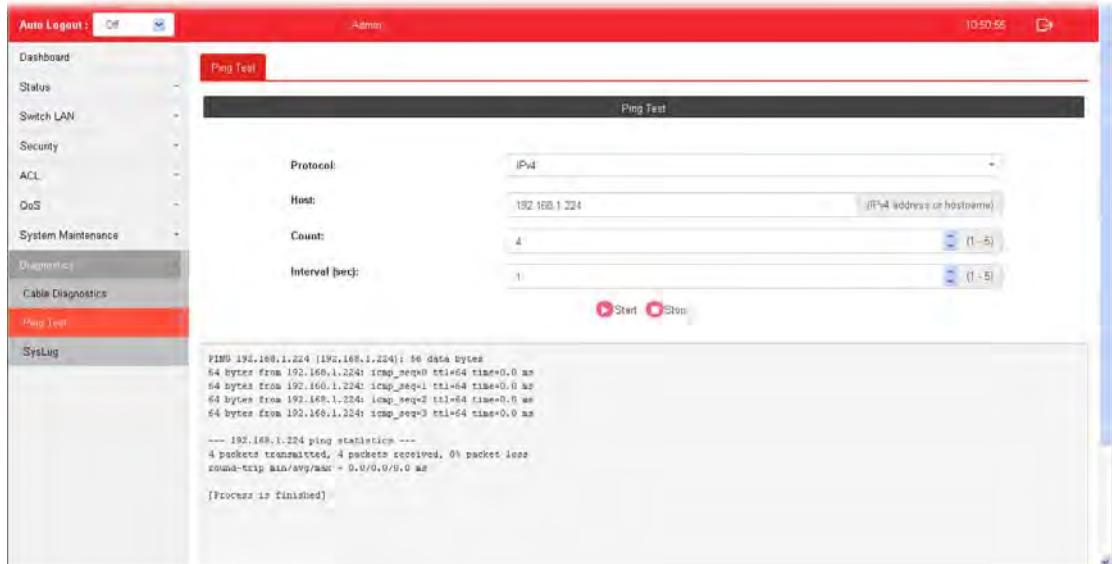 Auto Logout : Off Admin 10:50:55
Dashboard
Status
Switch LAN
Security
ACL
QoS
System Maintenance
Diagnostics
Cable Diagnostics
Ping Test
SysLog
Ping Test
Ping Test
Protocol: IPv4
Host: 192.168.1.224 (IPv4 address or hostname)
Count: 4 (1 - 5)
Interval (sec): 1 (1 - 5)
Start Stop
PING 192.168.1.224 (192.168.1.224): 56 data bytes
64 bytes from 192.168.1.224: icmp_seq=0 ttl=64 time=0.0 ms
64 bytes from 192.168.1.224: icmp_seq=1 ttl=64 time=0.0 ms
64 bytes from 192.168.1.224: icmp_seq=2 ttl=64 time=0.0 ms
64 bytes from 192.168.1.224: icmp_seq=3 ttl=64 time=0.0 ms
--- 192.168.1.224 ping statistics ---
4 packets transmitted, 4 packets received, 0% packet loss
round-trip min/avg/max = 0.0/0.0/0.0 ms
[Process is finished]